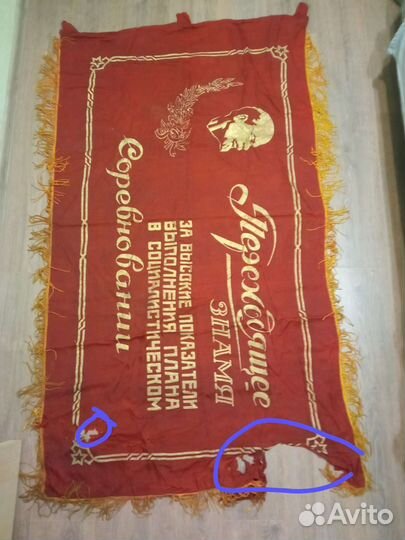 Переходящее
ЗНАМЯ
ЗА ВЫСОКИЕ ПОКАЗАТЕЛИ
ВЫПОЛНЕНИЯ ПЛАНА
В СОЦИАЛИСТИЧЕСКОМ
Соревновании
Avito